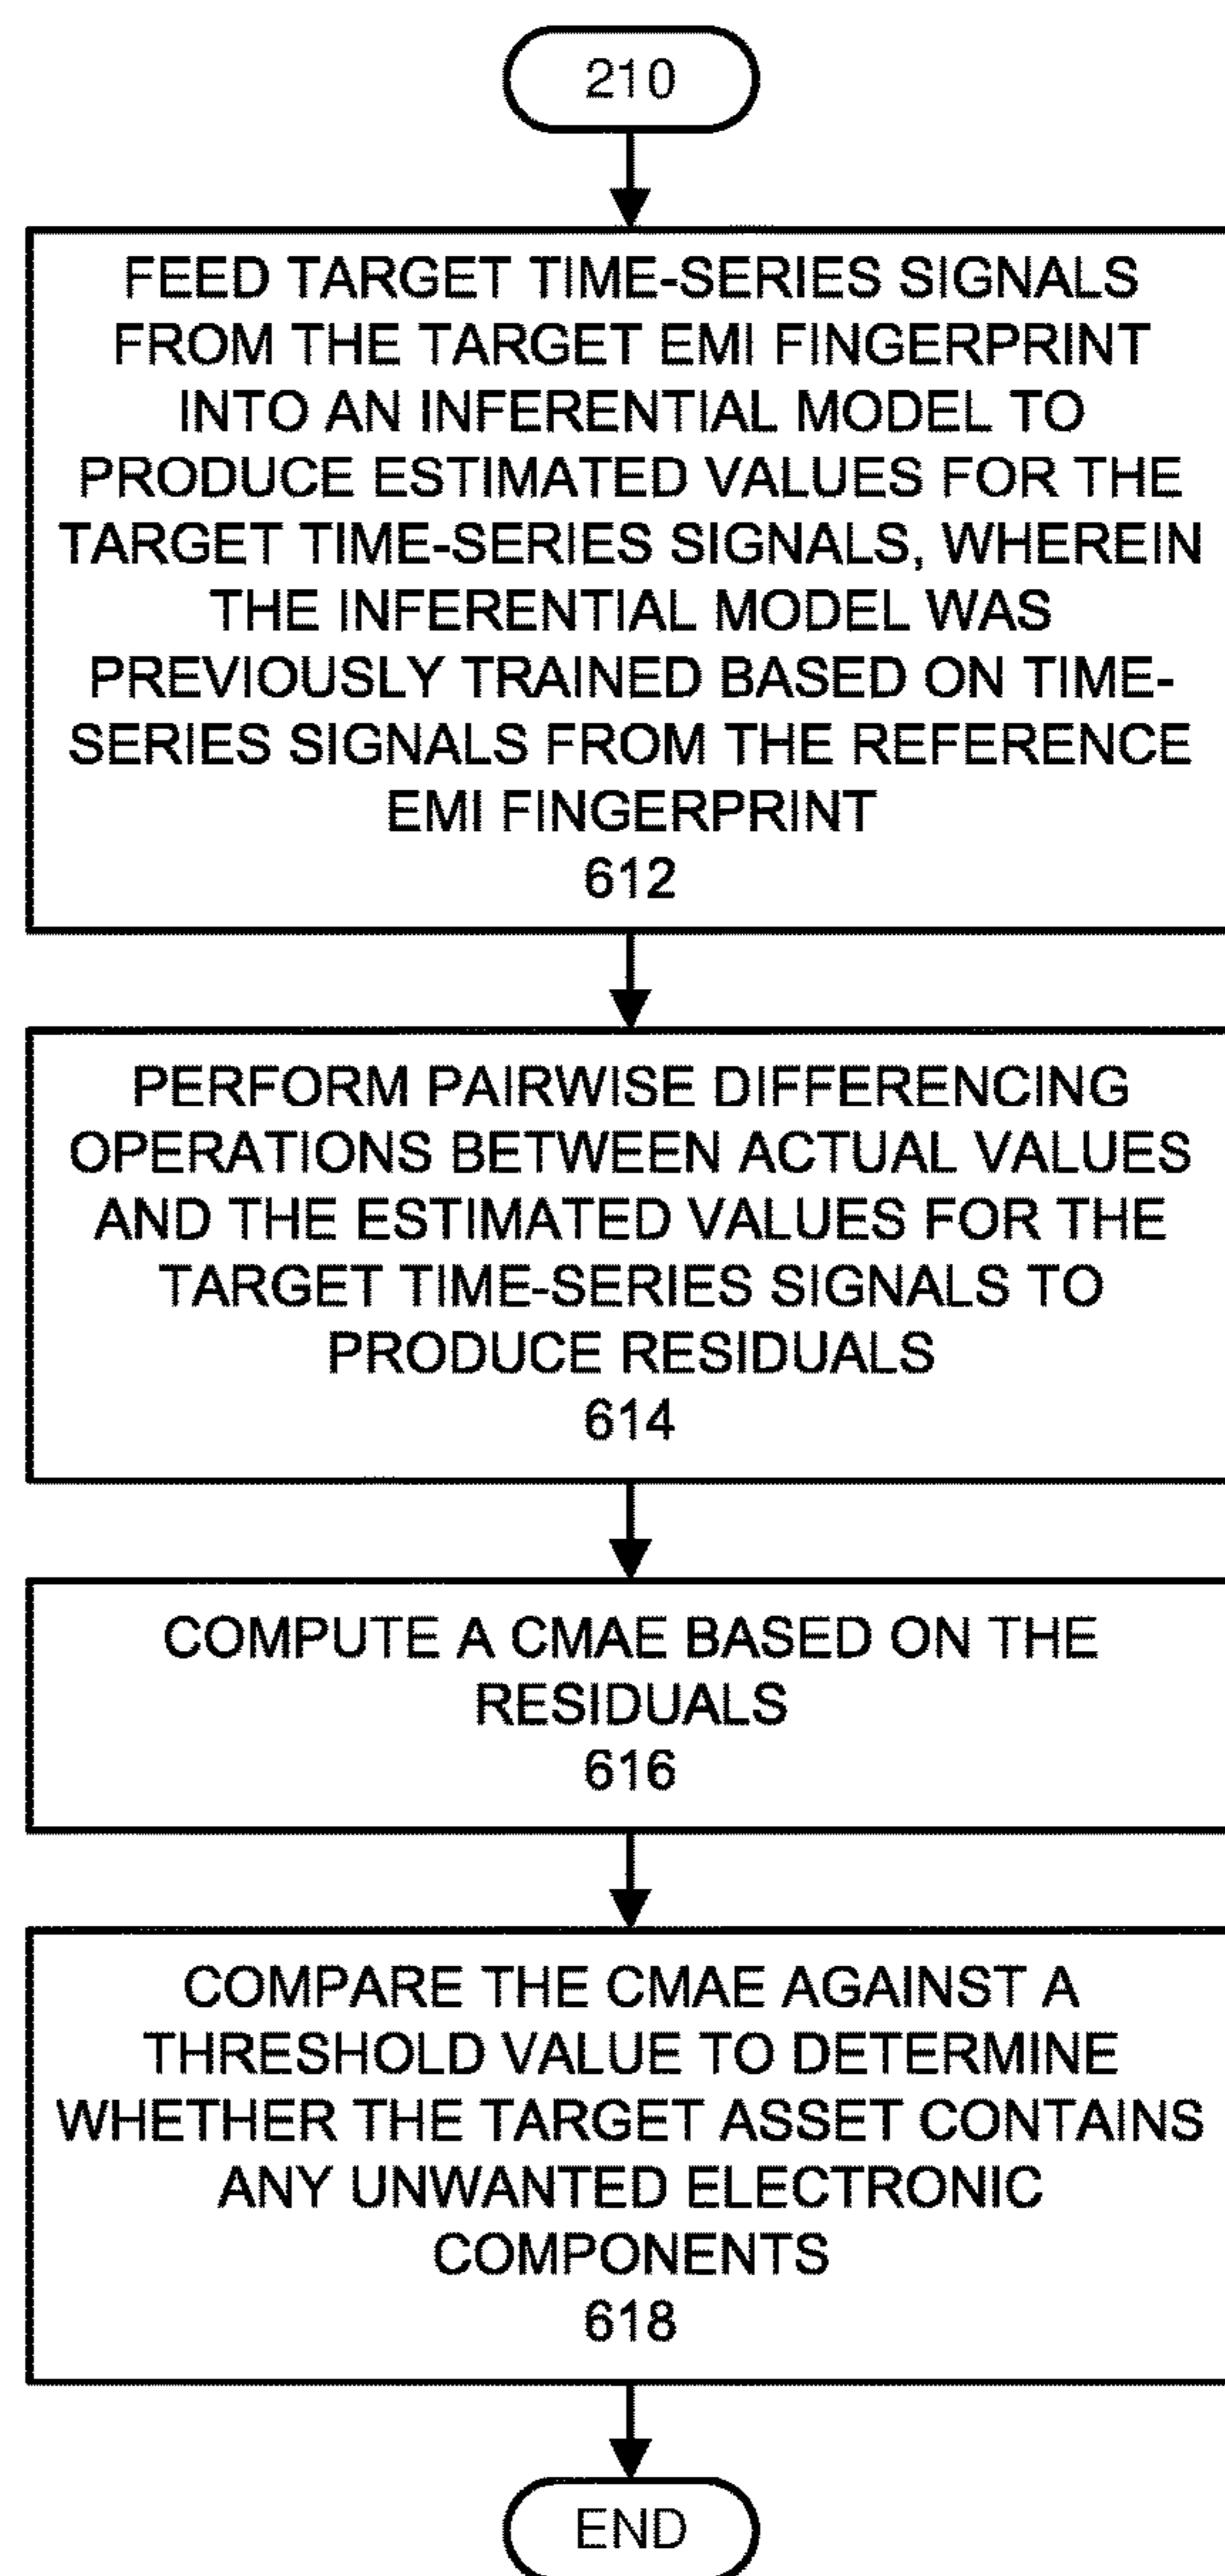 210
FEED TARGET TIME-SERIES SIGNALS
FROM THE TARGET EMI FINGERPRINT
INTO AN INFERENTIAL MODEL TO
PRODUCE ESTIMATED VALUES FOR THE
TARGET TIME-SERIES SIGNALS, WHEREIN
THE INFERENTIAL MODEL WAS
PREVIOUSLY TRAINED BASED ON TIME-
SERIES SIGNALS FROM THE REFERENCE
EMI FINGERPRINT
612
PERFORM PAIRWISE DIFFERENCING
OPERATIONS BETWEEN ACTUAL VALUES
AND THE ESTIMATED VALUES FOR THE
TARGET TIME-SERIES SIGNALS TO
PRODUCE RESIDUALS
614
COMPUTE A CMAE BASED ON THE
RESIDUALS
616
COMPARE THE CMAE AGAINST A
THRESHOLD VALUE TO DETERMINE
WHETHER THE TARGET ASSET CONTAINS
ANY UNWANTED ELECTRONIC
COMPONENTS
618
END